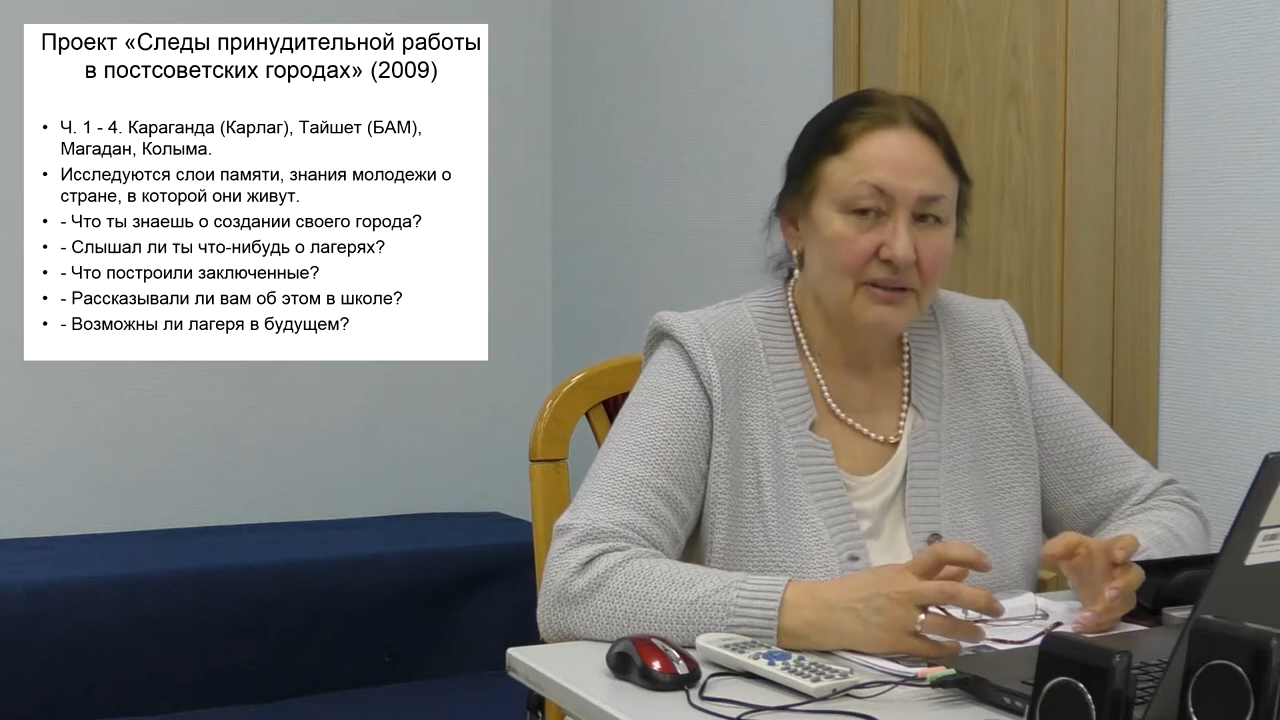 Проект «Следы принудительной работы
в постсоветских городах» (2009)
• Ч. 1 - 4. Караганда (Карлаг), Тайшет (БАМ),
Магадан, Колыма.
• Исследуются слои памяти, знания молодежи о
стране, в которой они живут.
• - Что ты знаешь о создании своего города?
• - Слышал ли ты что-нибудь о лагерях?
• - Что построили заключенные?
• - Рассказывали ли вам об этом в школе?
• - Возможны ли лагеря в будущем?